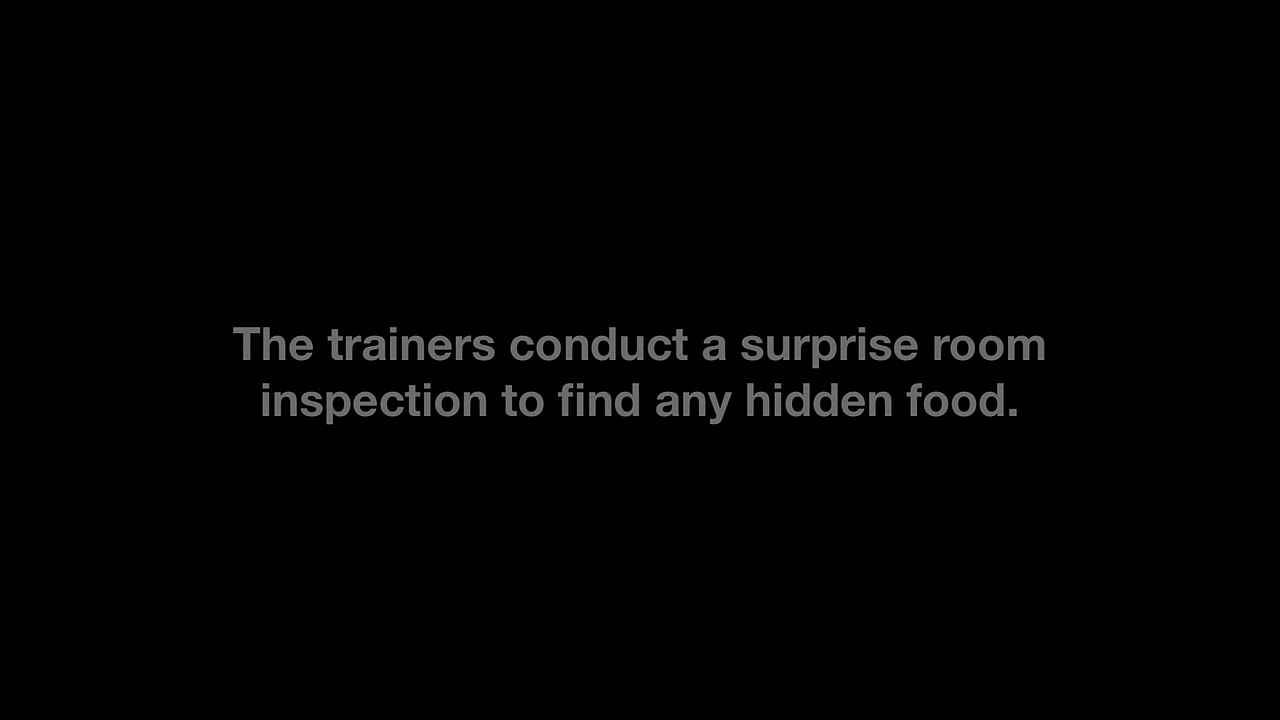 The trainers conduct a surprise room
inspection to find any hidden food.